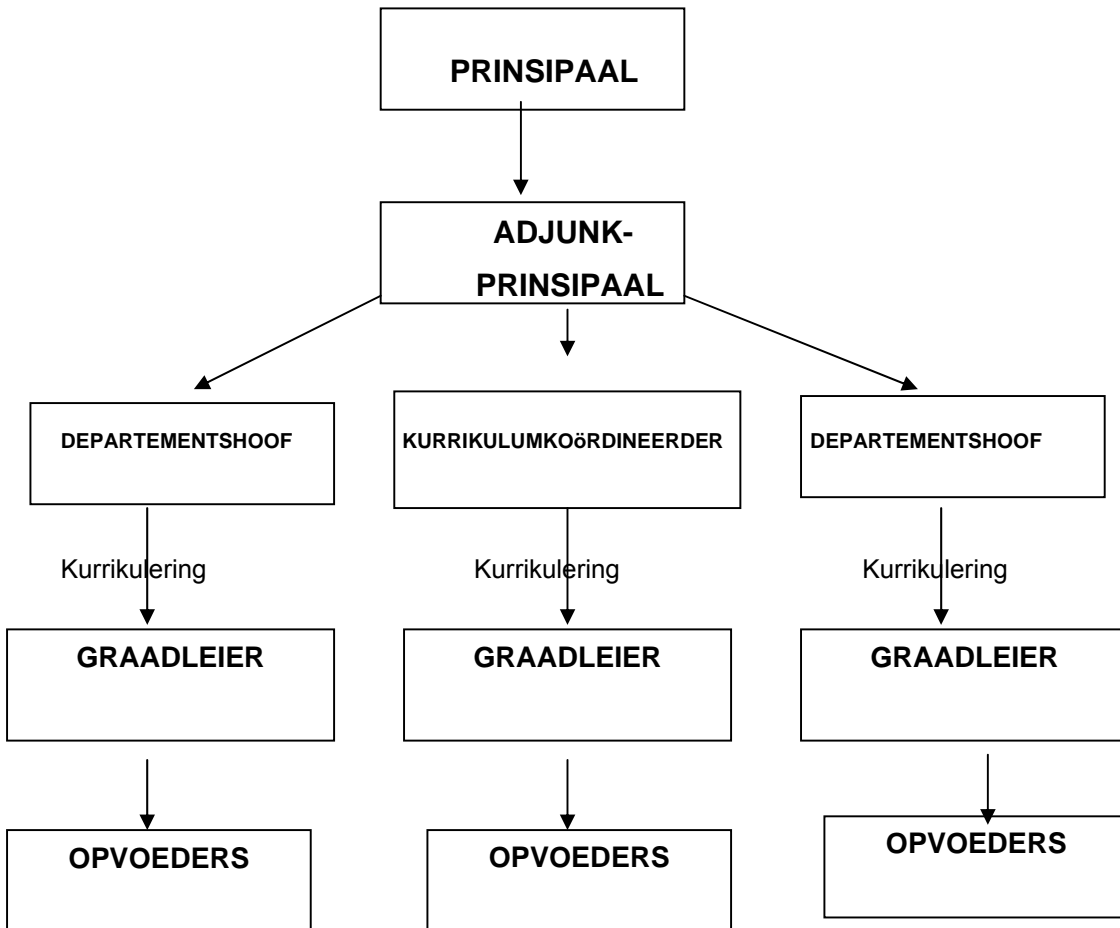 PRINSIPAAL
ADJUNK-
PRINSIPAAL
DEPARTEMENTSHOOF
KURRIKULUMKOöRDINEERDER
DEPARTEMENTSHOOF
Kurrikulering
Kurrikulering
Kurrikulering
GRAADLEIER
GRAADLEIER
GRAADLEIER
OPVOEDERS
OPVOEDERS
OPVOEDERS